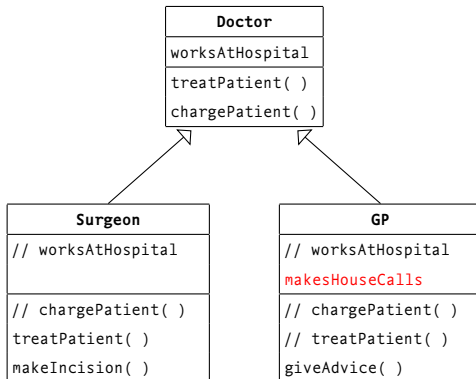 Doctor
worksAtHospital
treatPatient( )
chargePatient( )
Surgeon
// worksAtHospital
// chargePatient( )
treatPatient( )
makeIncision( )
GP
// worksAtHospital
makesHouseCalls
// chargePatient( )
// treatPatient( )
giveAdvice( )